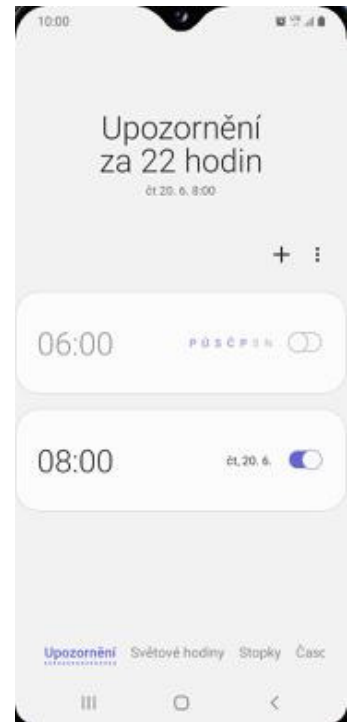 10:00
Upozornění
za 22 hodin
čt 20. 6. 8:00
06:00 P Ú S Č P S N
08:00 čt, 20. 6.
Upozornění Světové hodiny Stopky Časo